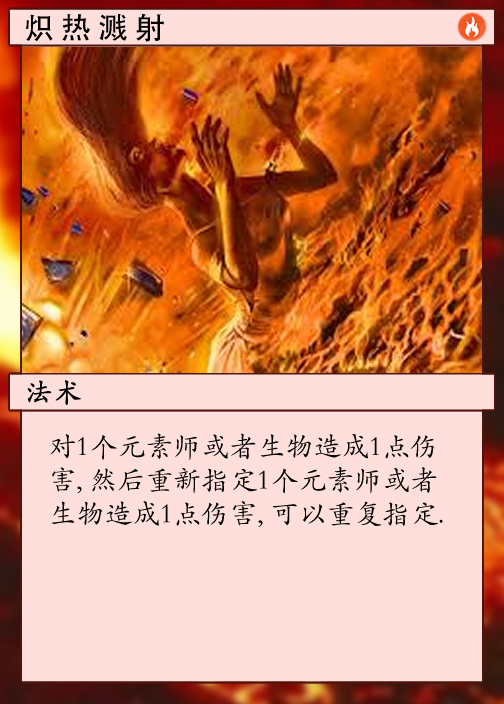 炽热溅射
法术
对1个元素师或者生物造成1点伤
害,然后重新指定1个元素师或者
生物造成1点伤害,可以重复指定.